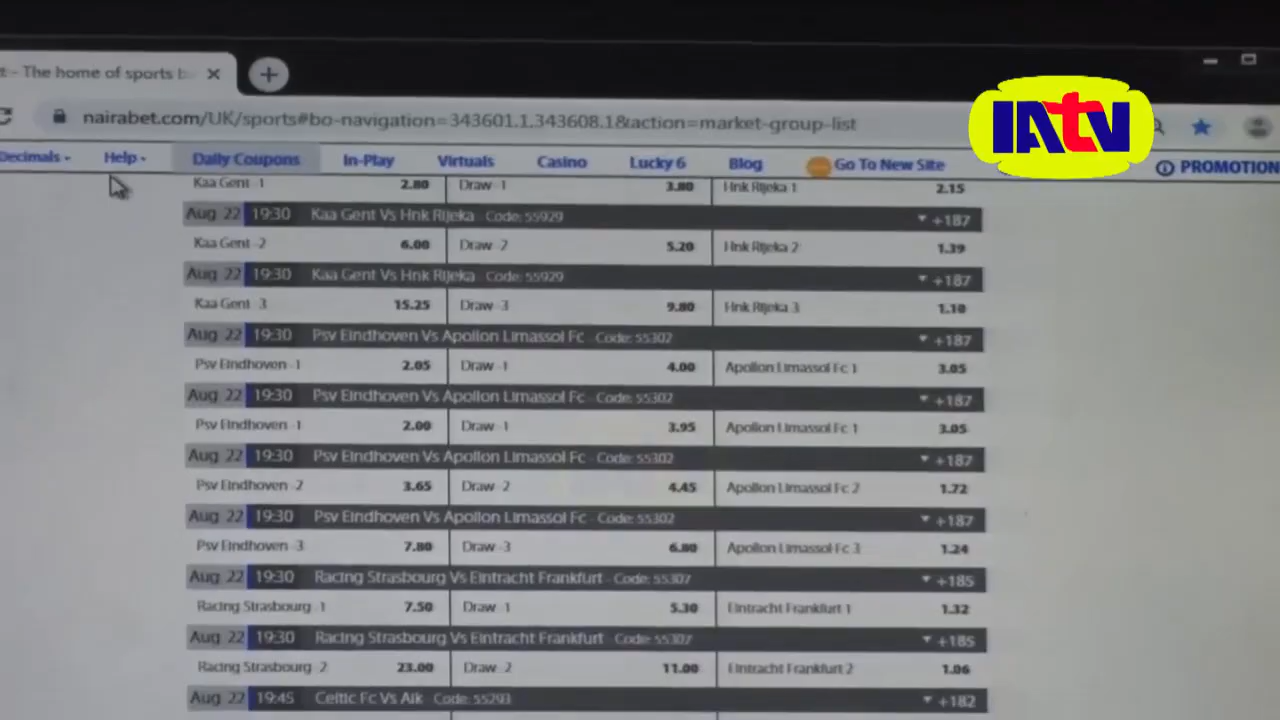 t - The home of sports b
nairabet.com/UK/sports#bo-navigation=343601.1.343608.1&action=market-group-list
IAtv
Decimals Help Daily Coupons In-Play Virtuals Casino Lucky 6 Blog Go To New Site PROMOTION
Kaa Gent -1 2.80 Draw -1 3.80 Hnk Rijeka 1 2.15
Aug 22 19:30 Kaa Gent Vs Hnk Rijeka - Code: 55929 +187
Kaa Gent -2 6.00 Draw -2 5.20 Hnk Rijeka 2 1.39
Aug 22 19:30 Kaa Gent Vs Hnk Rijeka - Code: 55929 +187
Kaa Gent -3 15.25 Draw -3 9.80 Hnk Rijeka 3 1.10
Aug 22 19:30 Psv Eindhoven Vs Apollon Limassol Fc - Code: 55302 +187
Psv Eindhoven -1 2.05 Draw -1 4.00 Apollon Limassol Fc 1 3.05
Aug 22 19:30 Psv Eindhoven Vs Apollon Limassol Fc - Code: 55302 +187
Psv Eindhoven -1 2.00 Draw -1 3.95 Apollon Limassol Fc 1 3.05
Aug 22 19:30 Psv Eindhoven Vs Apollon Limassol Fc - Code: 55302 +187
Psv Eindhoven -2 3.65 Draw -2 4.45 Apollon Limassol Fc 2 1.72
Aug 22 19:30 Psv Eindhoven Vs Apollon Limassol Fc - Code: 55302 +187
Psv Eindhoven -3 7.80 Draw -3 6.80 Apollon Limassol Fc 3 1.24
Aug 22 19:30 Racing Strasbourg Vs Eintracht Frankfurt - Code: 55307 +185
Racing Strasbourg -1 7.50 Draw -1 5.30 Eintracht Frankfurt 1 1.32
Aug 22 19:30 Racing Strasbourg Vs Eintracht Frankfurt - Code: 55307 +185
Racing Strasbourg -2 23.00 Draw -2 11.00 Eintracht Frankfurt 2 1.06
Aug 22 19:45 Celtic Fc Vs Aik - Code: 55293 +182